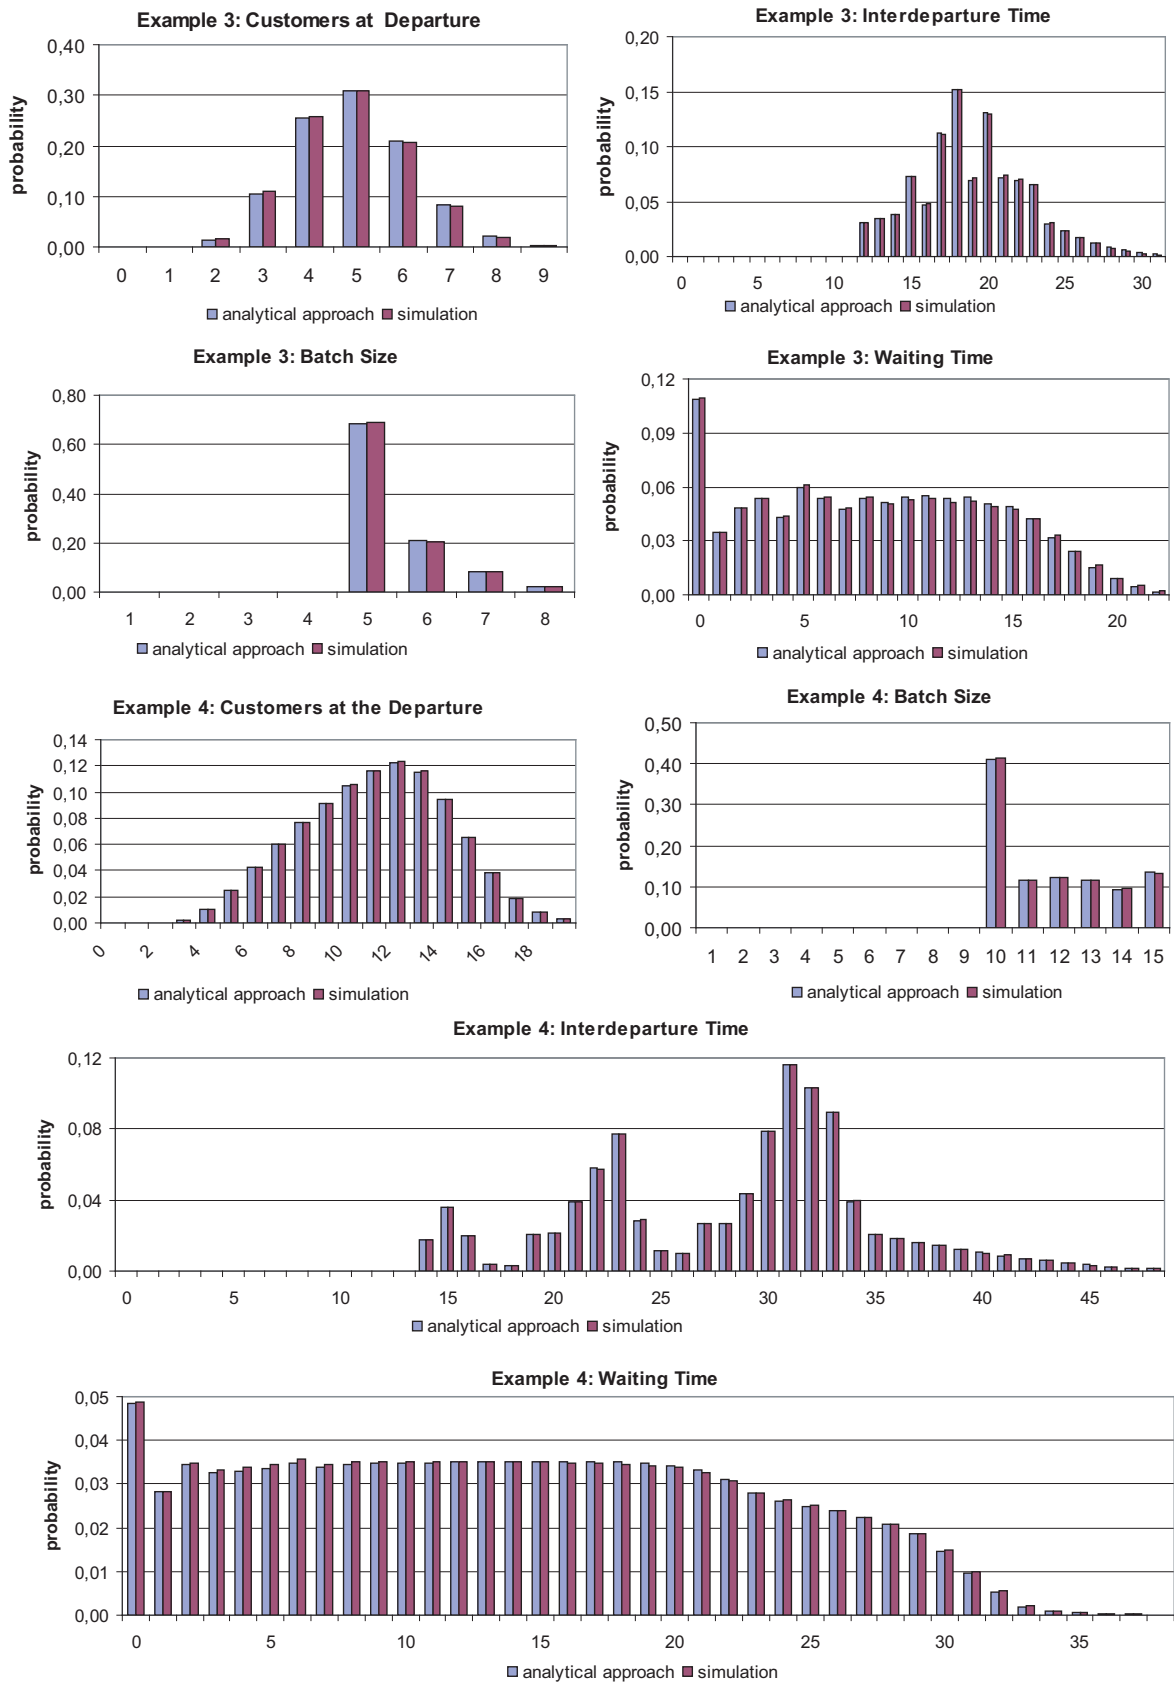 Example 3: Customers at Departure
0,40
0,30
0,20
0,10
0,00
probability
0 1 2 3 4 5 6 7 8 9
analytical approach simulation
Example 3: Interdeparture Time
0,20
0,15
0,10
0,05
0,00
probability
0 5 10 15 20 25 30
analytical approach simulation
Example 3: Batch Size
0,80
0,60
0,40
0,20
0,00
probability
1 2 3 4 5 6 7 8
analytical approach simulation
Example 3: Waiting Time
0,12
0,09
0,06
0,03
0,00
probability
0 5 10 15 20
analytical approach simulation
Example 4: Customers at the Departure
0,14
0,12
0,10
0,08
0,06
0,04
0,02
0,00
probability
0 2 4 6 8 10 12 14 16 18
analytical approach simulation
Example 4: Batch Size
0,50
0,40
0,30
0,20
0,10
0,00
probability
1 2 3 4 5 6 7 8 9 10 11 12 13 14 15
analytical approach simulation
Example 4: Interdeparture Time
0,12
0,08
0,04
0,00
probability
0 5 10 15 20 25 30 35 40 45
analytical approach simulation
Example 4: Waiting Time
0,05
0,04
0,03
0,02
0,01
0,00
probability
0 5 10 15 20 25 30 35
analytical approach simulation